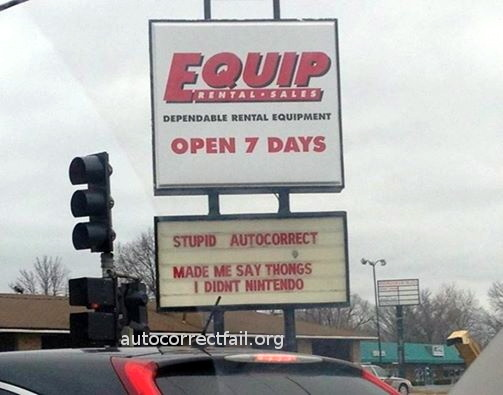 EQUIP
RENTAL • SALES
DEPENDABLE RENTAL EQUIPMENT
OPEN 7 DAYS
STUPID AUTOCORRECT
MADE ME SAY THONGS
I DIDNT NINTENDO
autocorrectfail.org